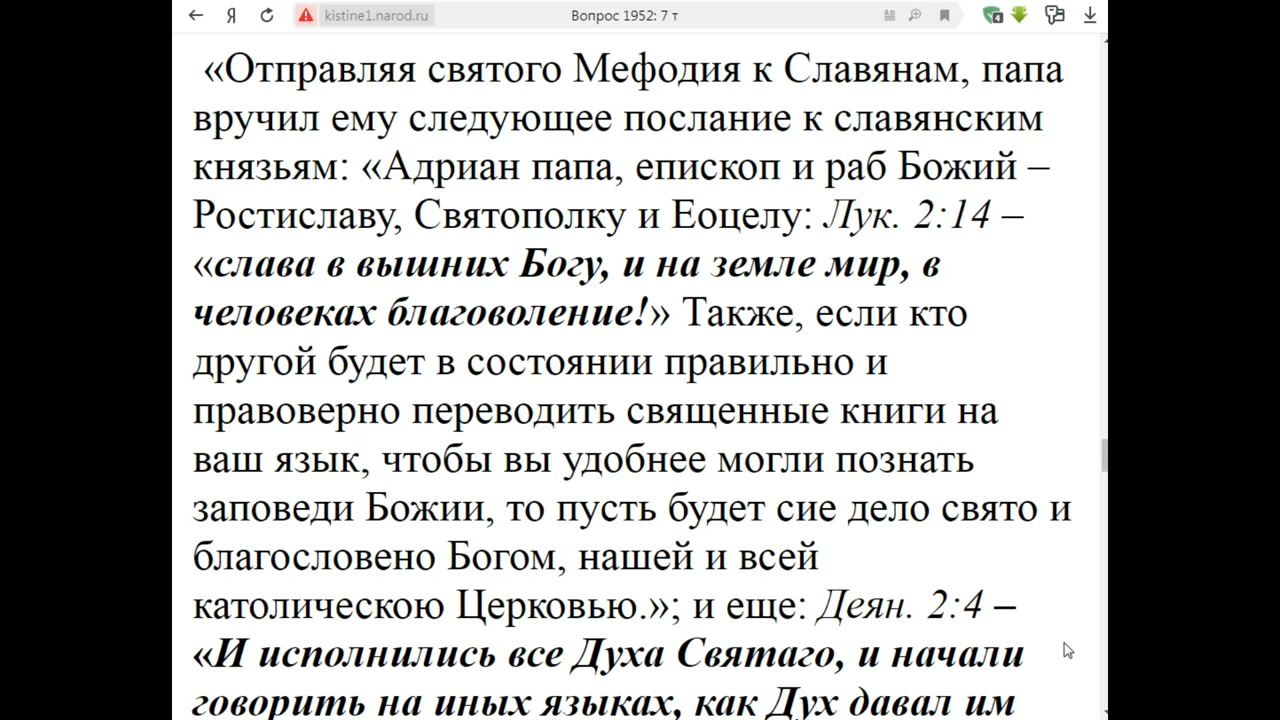 Я kistine1.narod.ru Вопрос 1952: 7 т 4
«Отправляя святого Мефодия к Славянам, папа
вручил ему следующее послание к славянским
князьям: «Адриан папа, епископ и раб Божий –
Ростиславу, Святополку и Еоцелу: Лук. 2:14 –
«слава в вышних Богу, и на земле мир, в
человеках благоволение!» Также, если кто
другой будет в состоянии правильно и
правоверно переводить священные книги на
ваш язык, чтобы вы удобнее могли познать
заповеди Божии, то пусть будет сие дело свято и
благословено Богом, нашей и всей
католическою Церковью.»; и еще: Деян. 2:4 –
«И исполнились все Духа Святаго, и начали
говорить на иных языках, как Дух давал им